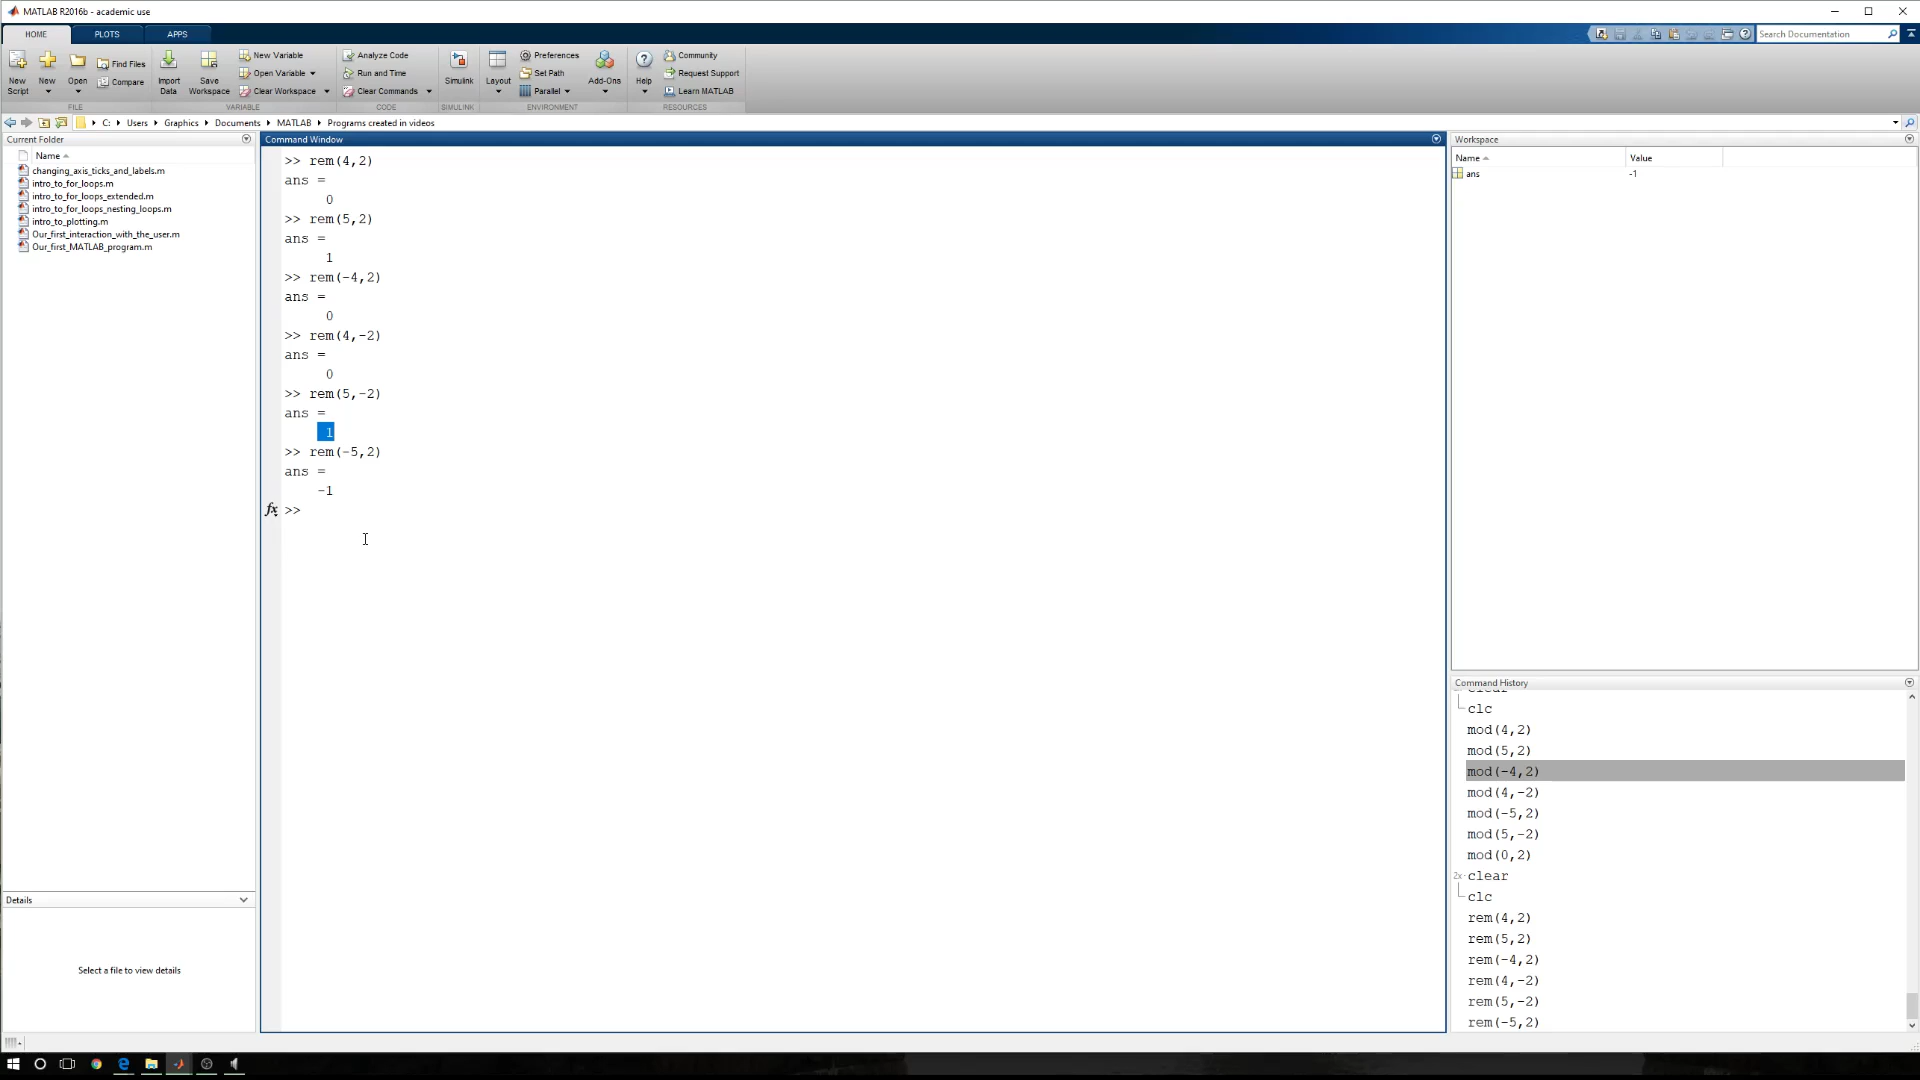 MATLAB R2016b - academic use
HOME PLOTS APPS
Search Documentation
New Script
New
Open
Find Files
Compare
Import Data
Save Workspace
New Variable
Open Variable
Clear Workspace
Analyze Code
Run and Time
Clear Commands
Simulink
Layout
Preferences
Set Path
Parallel
Add-Ons
Help
Community
Request Support
Learn MATLAB
FILE VARIABLE CODE SIMULINK ENVIRONMENT RESOURCES
C: Users Graphics Documents MATLAB Programs created in videos
Current Folder
Name
changing_axis_ticks_and_labels.m
intro_to_for_loops.m
intro_to_for_loops_extended.m
intro_to_for_loops_nesting_loops.m
intro_to_plotting.m
Our_first_interaction_with_the_user.m
Our_first_MATLAB_program.m
Details
Select a file to view details
Command Window
>> rem(4,2)
ans =
0
>> rem(5,2)
ans =
1
>> rem(-4,2)
ans =
0
>> rem(4,-2)
ans =
0
>> rem(5,-2)
ans =
1
>> rem(-5,2)
ans =
-1
fx >>
Workspace
Name Value
ans -1
Command History
clear
clc
mod(4,2)
mod(5,2)
mod(-4,2)
mod(4,-2)
mod(-5,2)
mod(5,-2)
mod(0,2)
2x clear
clc
rem(4,2)
rem(5,2)
rem(-4,2)
rem(4,-2)
rem(5,-2)
rem(-5,2)